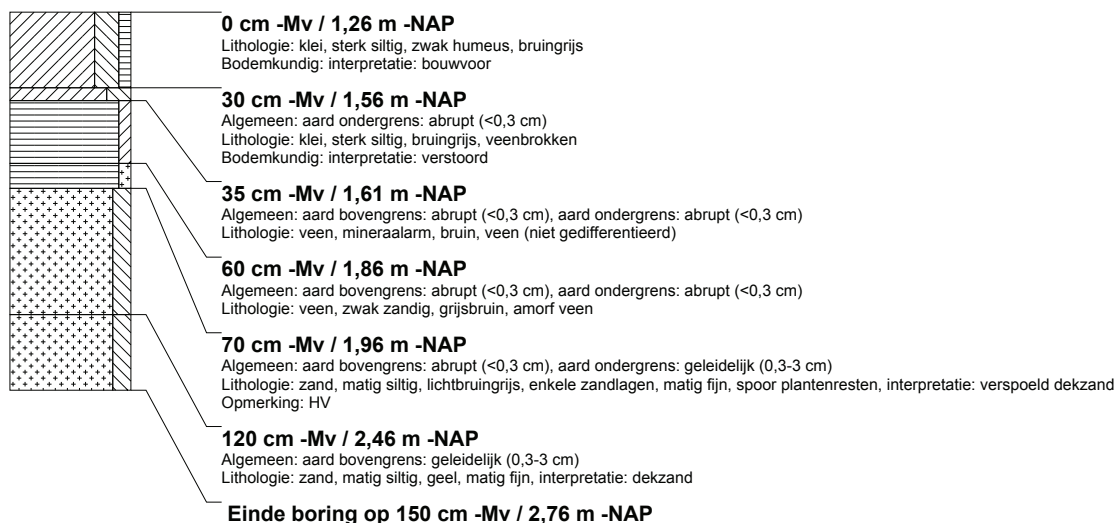 0 cm -Mv / 1,26 m -NAP
Lithologie: klei, sterk siltig, zwak humeus, bruingrijs
Bodemkundig: interpretatie: bouwvoor
30 cm -Mv / 1,56 m -NAP
Algemeen: aard ondergrens: abrupt (<0,3 cm)
Lithologie: klei, sterk siltig, bruingrijs, veenbrokken
Bodemkundig: interpretatie: verstoord
35 cm -Mv / 1,61 m -NAP
Algemeen: aard bovengrens: abrupt (<0,3 cm), aard ondergrens: abrupt (<0,3 cm)
Lithologie: veen, mineraalarm, bruin, veen (niet gedifferentieerd)
60 cm -Mv / 1,86 m -NAP
Algemeen: aard bovengrens: abrupt (<0,3 cm), aard ondergrens: abrupt (<0,3 cm)
Lithologie: veen, zwak zandig, grijsbruin, amorf veen
70 cm -Mv / 1,96 m -NAP
Algemeen: aard bovengrens: abrupt (<0,3 cm), aard ondergrens: geleidelijk (0,3-3 cm)
Lithologie: zand, matig siltig, lichtbruingrijs, enkele zandlagen, matig fijn, spoor plantenresten, interpretatie: verspoeld dekzand
Opmerking: HV
120 cm -Mv / 2,46 m -NAP
Algemeen: aard bovengrens: geleidelijk (0,3-3 cm)
Lithologie: zand, matig siltig, geel, matig fijn, interpretatie: dekzand
Einde boring op 150 cm -Mv / 2,76 m -NAP